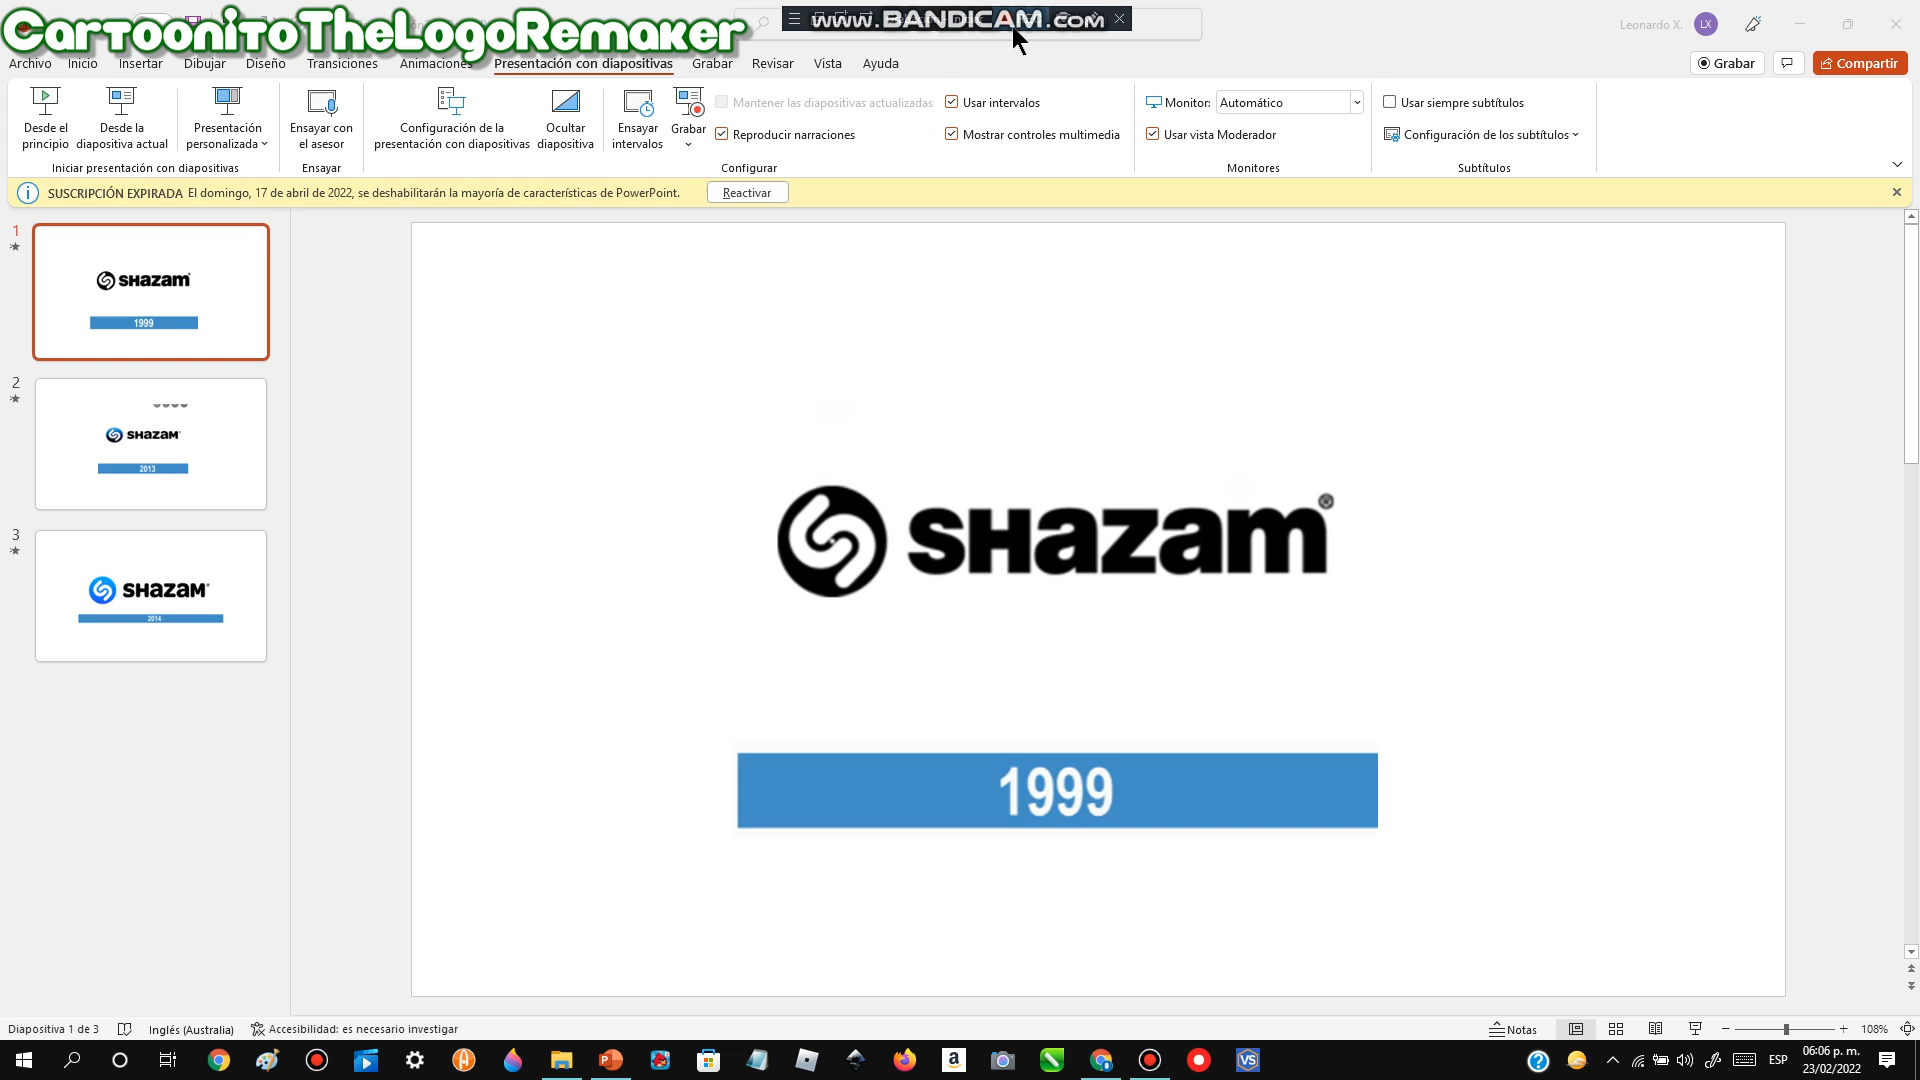 CartoonitoTheLogoRemaker
www.BANDICAM.com
Leonardo X.
LX
Archivo
Inicio
Insertar
Dibujar
Diseño
Transiciones
Animaciones
Presentación con diapositivas
Grabar
Revisar
Vista
Ayuda
Grabar
Compartir
Desde el
principio
Desde la
diapositiva actual
Presentación
personalizada
Ensayar con
el asesor
Configuración de la
presentación con diapositivas
Ocultar
diapositiva
Ensayar
intervalos
Grabar
Mantener las diapositivas actualizadas
Reproducir narraciones
Usar intervalos
Mostrar controles multimedia
Monitor:
Automático
Usar vista Moderador
Usar siempre subtítulos
Configuración de los subtítulos
Iniciar presentación con diapositivas
Ensayar
Configurar
Monitores
Subtítulos
SUSCRIPCIÓN EXPIRADA El domingo, 17 de abril de 2022, se deshabilitarán la mayoría de características de PowerPoint.
Reactivar
1
SHAZAM
1999
2
SHAZAM
2013
3
SHAZAM
2014
SHAZAM®
1999
Diapositiva 1 de 3
Inglés (Australia)
Accesibilidad: es necesario investigar
Notas
108%
ESP
06:06 p. m.
23/02/2022